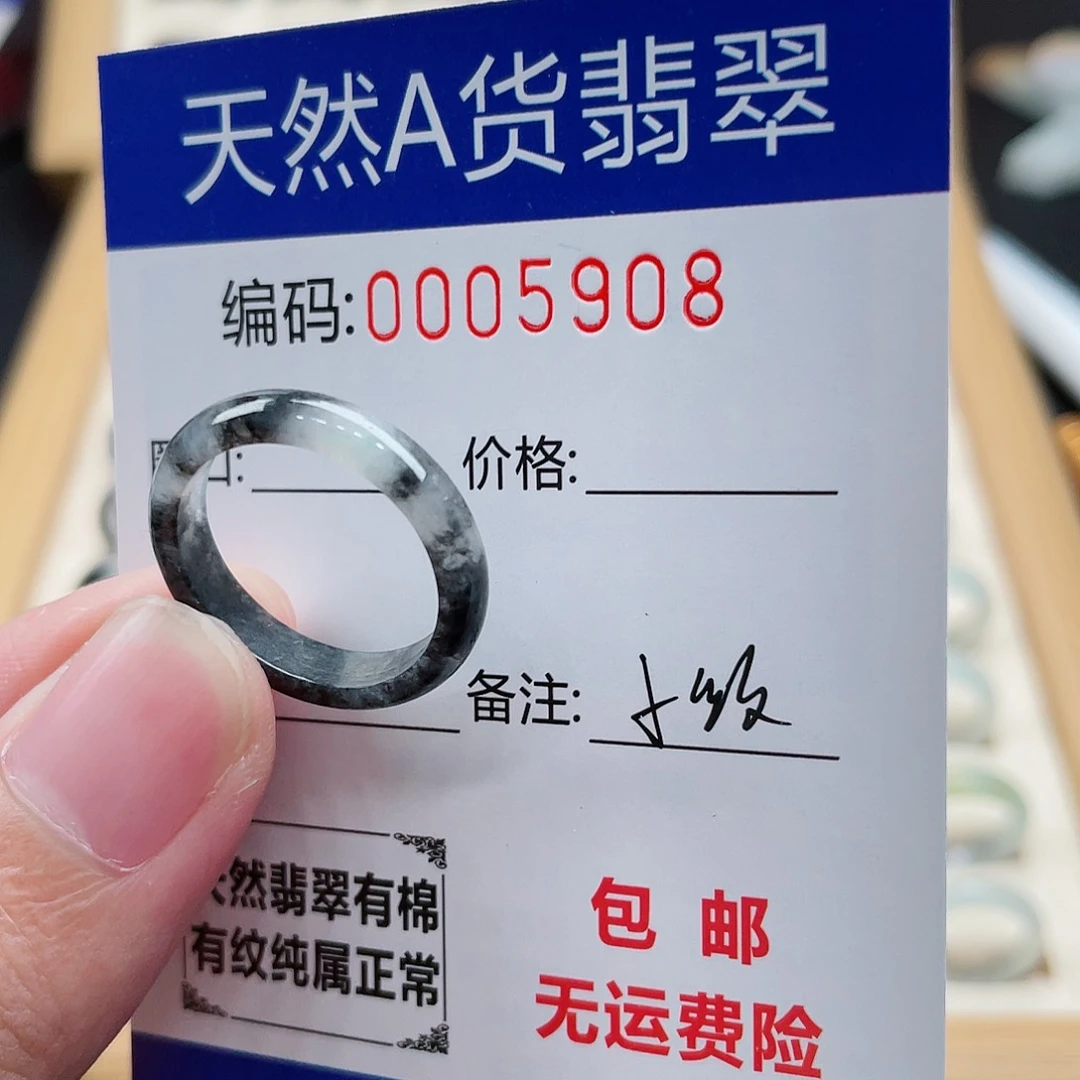 天然A货翡翠
编码:0005908
价格:
备注:
天然翡翠有棉
有纹纯属正常
包邮
无运费险